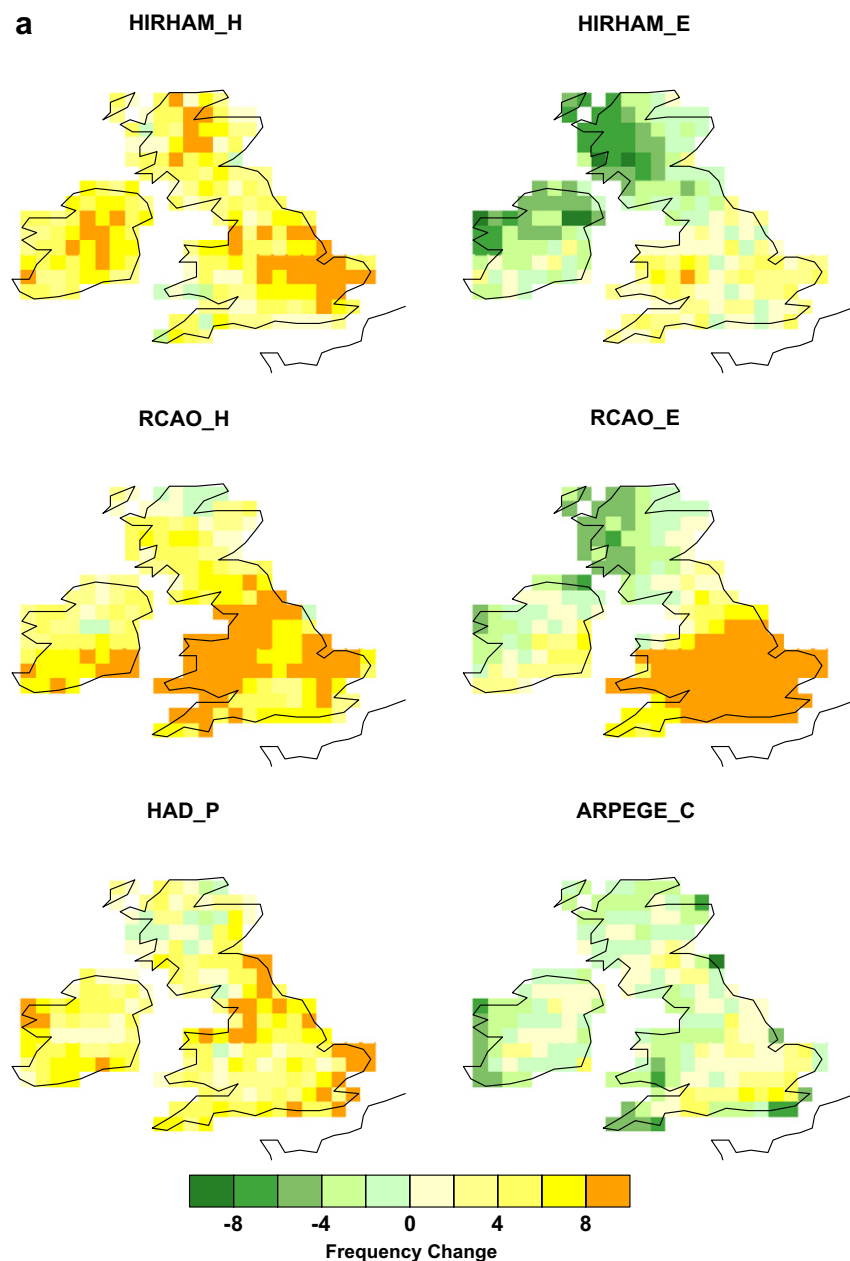 a
HIRHAM_H
HIRHAM_E
RCAO_H
RCAO_E
HAD_P
ARPEGE_C
-8 -4 0 4 8
Frequency Change